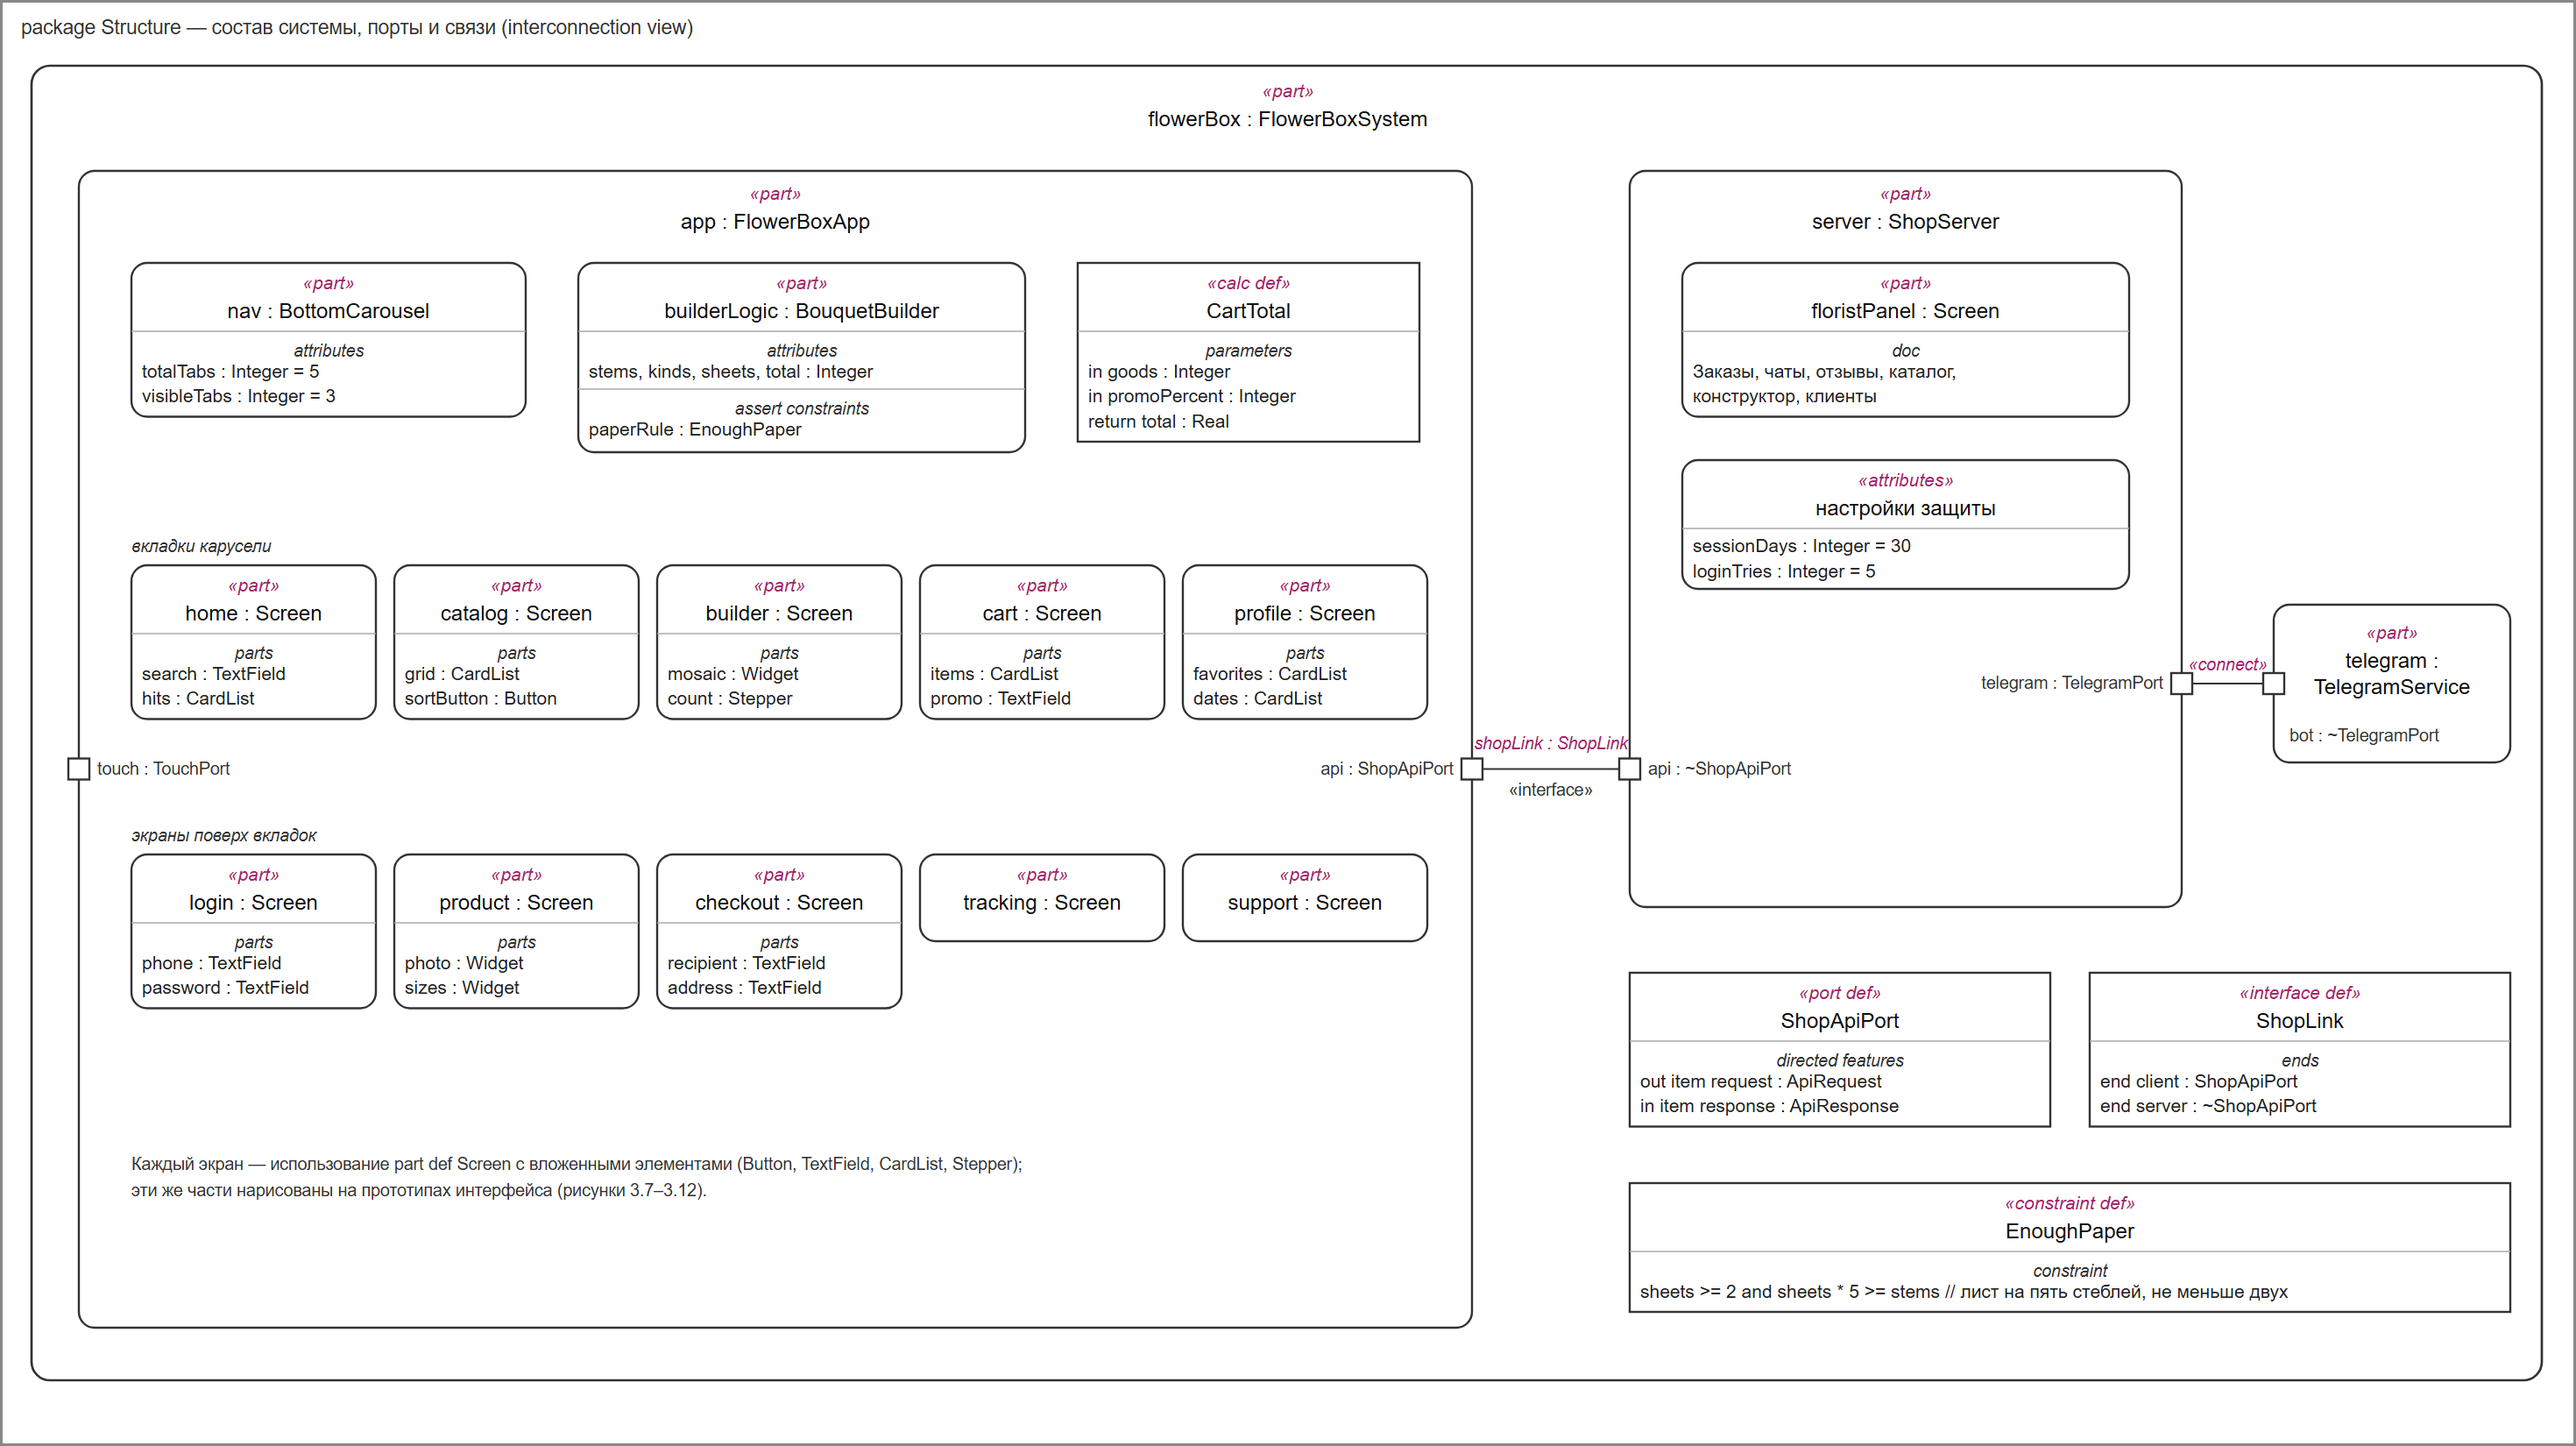 package Structure — состав системы, порты и связи (interconnection view)
«part»
flowerBox : FlowerBoxSystem
«part»
app : FlowerBoxApp
«part»
nav : BottomCarousel
attributes
totalTabs : Integer = 5
visibleTabs : Integer = 3
«part»
builderLogic : BouquetBuilder
attributes
stems, kinds, sheets, total : Integer
assert constraints
paperRule : EnoughPaper
«calc def»
CartTotal
parameters
in goods : Integer
in promoPercent : Integer
return total : Real
вкладки карусели
«part»
home : Screen
parts
search : TextField
hits : CardList
«part»
catalog : Screen
parts
grid : CardList
sortButton : Button
«part»
builder : Screen
parts
mosaic : Widget
count : Stepper
«part»
cart : Screen
parts
items : CardList
promo : TextField
«part»
profile : Screen
parts
favorites : CardList
dates : CardList
touch : TouchPort
api : ShopApiPort
экраны поверх вкладок
«part»
login : Screen
parts
phone : TextField
password : TextField
«part»
product : Screen
parts
photo : Widget
sizes : Widget
«part»
checkout : Screen
parts
recipient : TextField
address : TextField
«part»
tracking : Screen
«part»
support : Screen
Каждый экран — использование part def Screen с вложенными элементами (Button, TextField, CardList, Stepper);
эти же части нарисованы на прототипах интерфейса (рисунки 3.7–3.12).
shopLink : ShopLink
«interface»
«part»
server : ShopServer
«part»
floristPanel : Screen
doc
Заказы, чаты, отзывы, каталог,
конструктор, клиенты
«attributes»
настройки защиты
sessionDays : Integer = 30
loginTries : Integer = 5
telegram : TelegramPort
api : ~ShopApiPort
«connect»
«part»
telegram :
TelegramService
bot : ~TelegramPort
«port def»
ShopApiPort
directed features
out item request : ApiRequest
in item response : ApiResponse
«interface def»
ShopLink
ends
end client : ShopApiPort
end server : ~ShopApiPort
«constraint def»
EnoughPaper
constraint
sheets >= 2 and sheets * 5 >= stems // лист на пять стеблей, не меньше двух